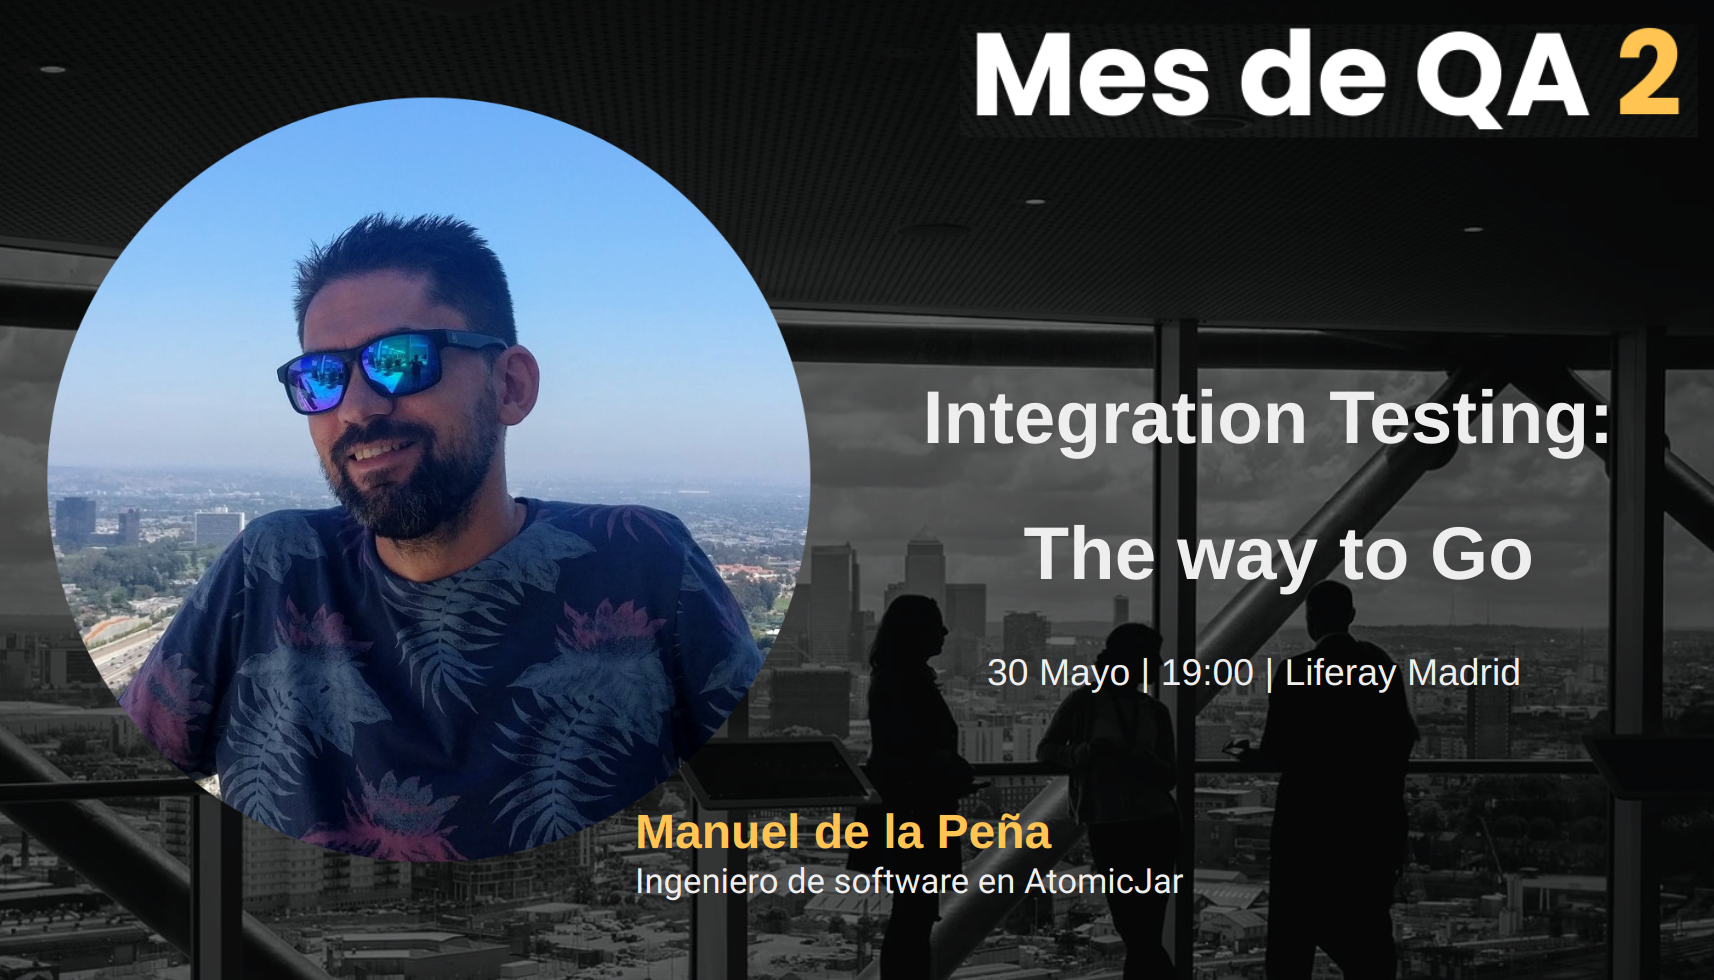 Mes de QA 2
Integration Testing:
The way to Go
30 Mayo | 19:00 | Liferay Madrid
Manuel de la Peña
Ingeniero de software en AtomicJar